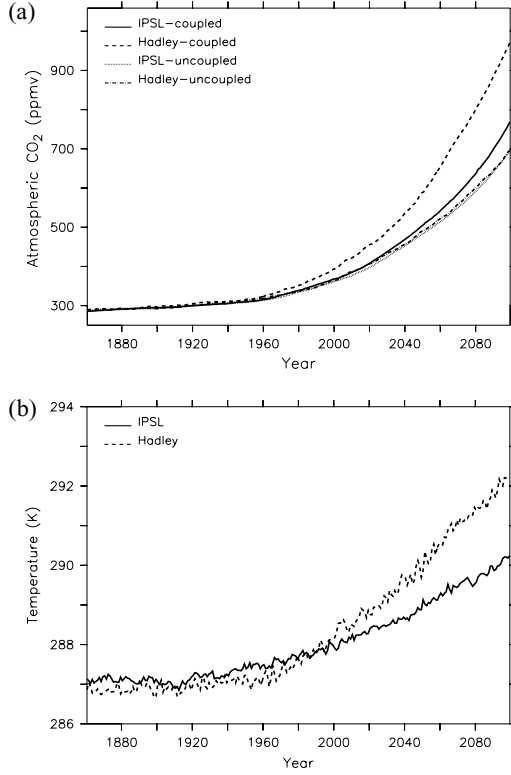 (a)
IPSL–coupled
Hadley–coupled
IPSL–uncoupled
Hadley–uncoupled
Atmospheric CO2 (ppmv)
900
700
500
300
1880 1920 1960 2000 2040 2080
Year
(b)
294
IPSL
Hadley
Temperature (K)
292
290
288
286
1880 1920 1960 2000 2040 2080
Year